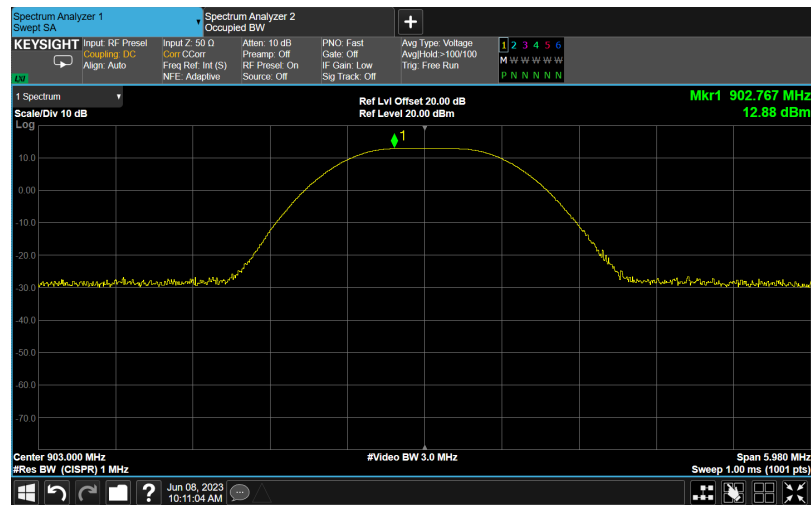 Spectrum Analyzer 1
Swept SA
Spectrum Analyzer 2
Occupied BW
KEYSIGHT
LXI
Input: RF Presel
Coupling: DC
Align: Auto
Input Z: 50 Ω
Corr CCorr
Freq Ref: Int (S)
NFE: Adaptive
Atten: 10 dB
Preamp: Off
RF Presel: On
Source: Off
PNO: Fast
Gate: Off
IF Gain: Low
Sig Track: Off
Avg Type: Voltage
Avg|Hold:>100/100
Trig: Free Run
1 2 3 4 5 6
M W W W W W
P N N N N N
1 Spectrum
Scale/Div 10 dB
Ref Lvl Offset 20.00 dB
Ref Level 20.00 dBm
Mkr1 902.767 MHz
12.88 dBm
Log
1
10.0
0.00
-10.0
-20.0
-30.0
-40.0
-50.0
-60.0
-70.0
Center 903.000 MHz
#Res BW (CISPR) 1 MHz
#Video BW 3.0 MHz
Span 5.980 MHz
Sweep 1.00 ms (1001 pts)
?
Jun 08, 2023
10:11:04 AM